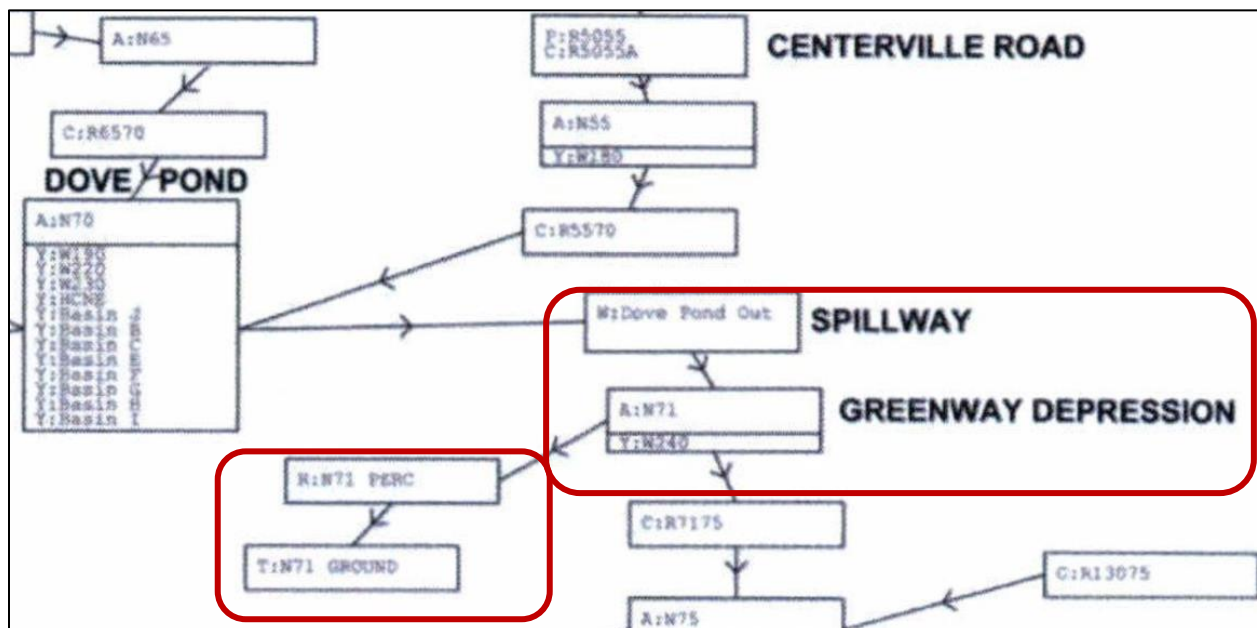 A:N65
P:R5055
C:R5055A
CENTERVILLE ROAD
C:R6570
A:N55
Y:W180
DOVE POND
A:N70
Y:W190
Y:W220
Y:W230
Y:HCNE
Y:Basin J
Y:Basin B
Y:Basin C
Y:Basin E
Y:Basin F
Y:Basin G
Y:Basin H
Y:Basin I
C:R5570
W:Dove Pond Out
SPILLWAY
A:N71
Y:W240
GREENWAY DEPRESSION
R:N71 PERC
T:N71 GROUND
C:R7175
C:R13075
A:N75